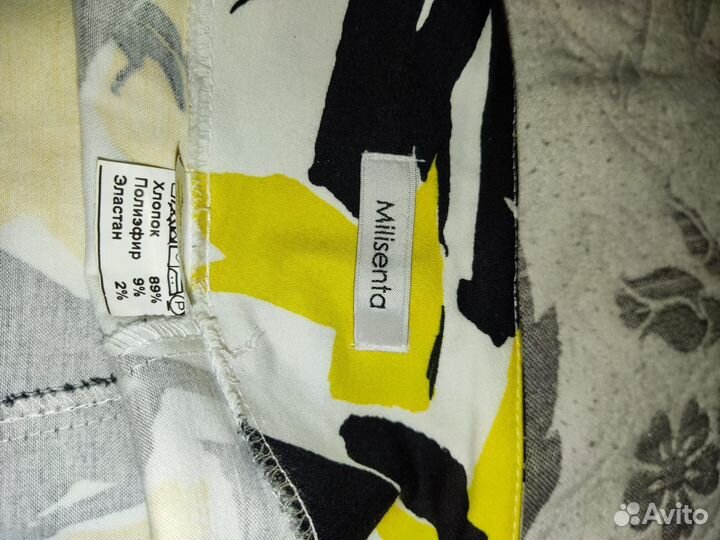 Milisenta
Хлопок 89%
Полиэфир 9%
Эластан 2%
P
Avito